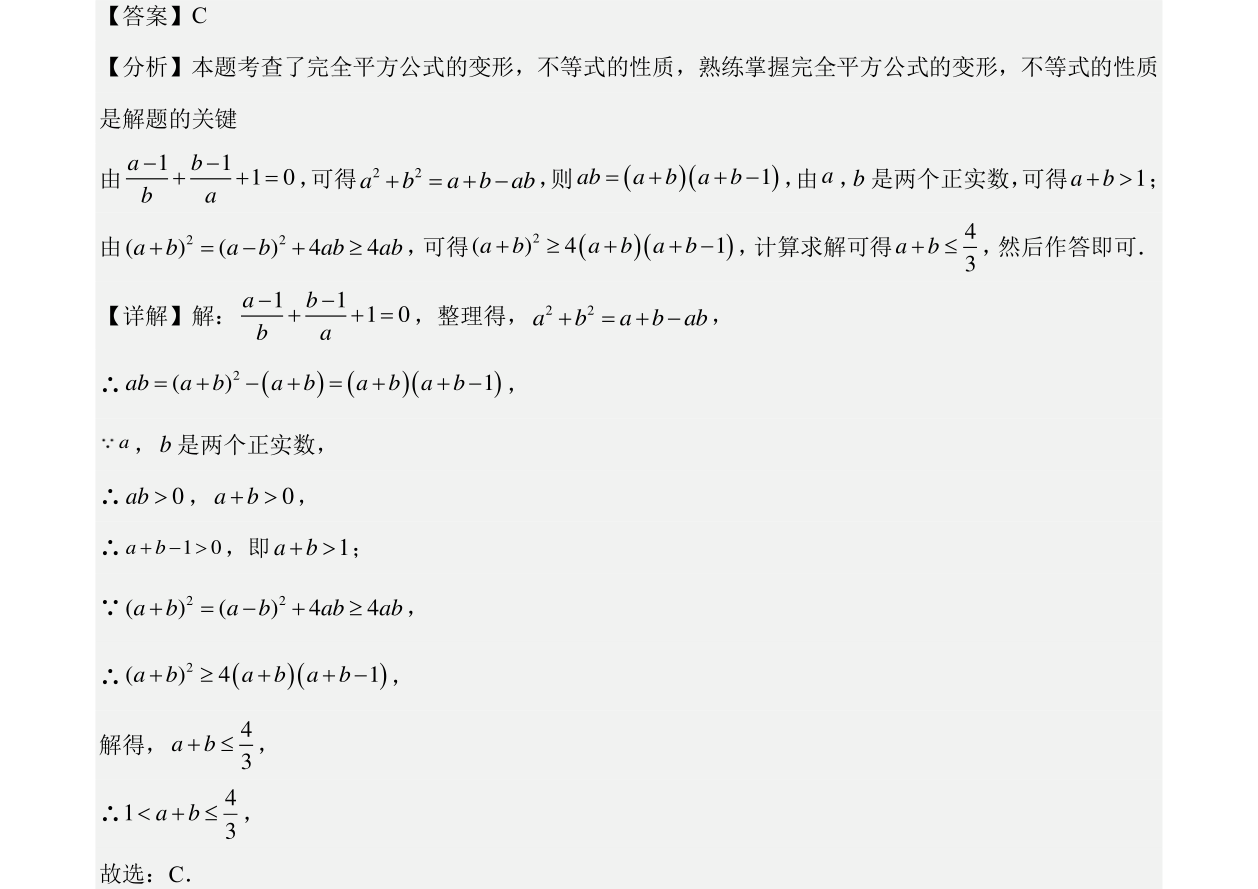 【答案】C
【分析】本题考查了完全平方公式的变形，不等式的性质，熟练掌握完全平方公式的变形，不等式的性质
是解题的关键
由 \frac{a-1}{b}+\frac{b-1}{a}+1=0，可得 a²+b²=a+b-ab，则 ab=(a+b)(a+b-1)，由 a，b 是两个正实数，可得 a+b>1；
由 (a+b)²=(a-b)²+4ab≥4ab，可得 (a+b)²≥4(a+b)(a+b-1)，计算求解可得 a+b≤\frac{4}{3}，然后作答即可．
【详解】解：\frac{a-1}{b}+\frac{b-1}{a}+1=0，整理得，a²+b²=a+b-ab，
∴ab=(a+b)²-(a+b)=(a+b)(a+b-1)，
∵a，b 是两个正实数，
∴ab>0，a+b>0，
∴a+b-1>0，即 a+b>1；
∵(a+b)²=(a-b)²+4ab≥4ab，
∴(a+b)²≥4(a+b)(a+b-1)，
解得，a+b≤\frac{4}{3}，
∴1<a+b≤\frac{4}{3}，
故选：C．